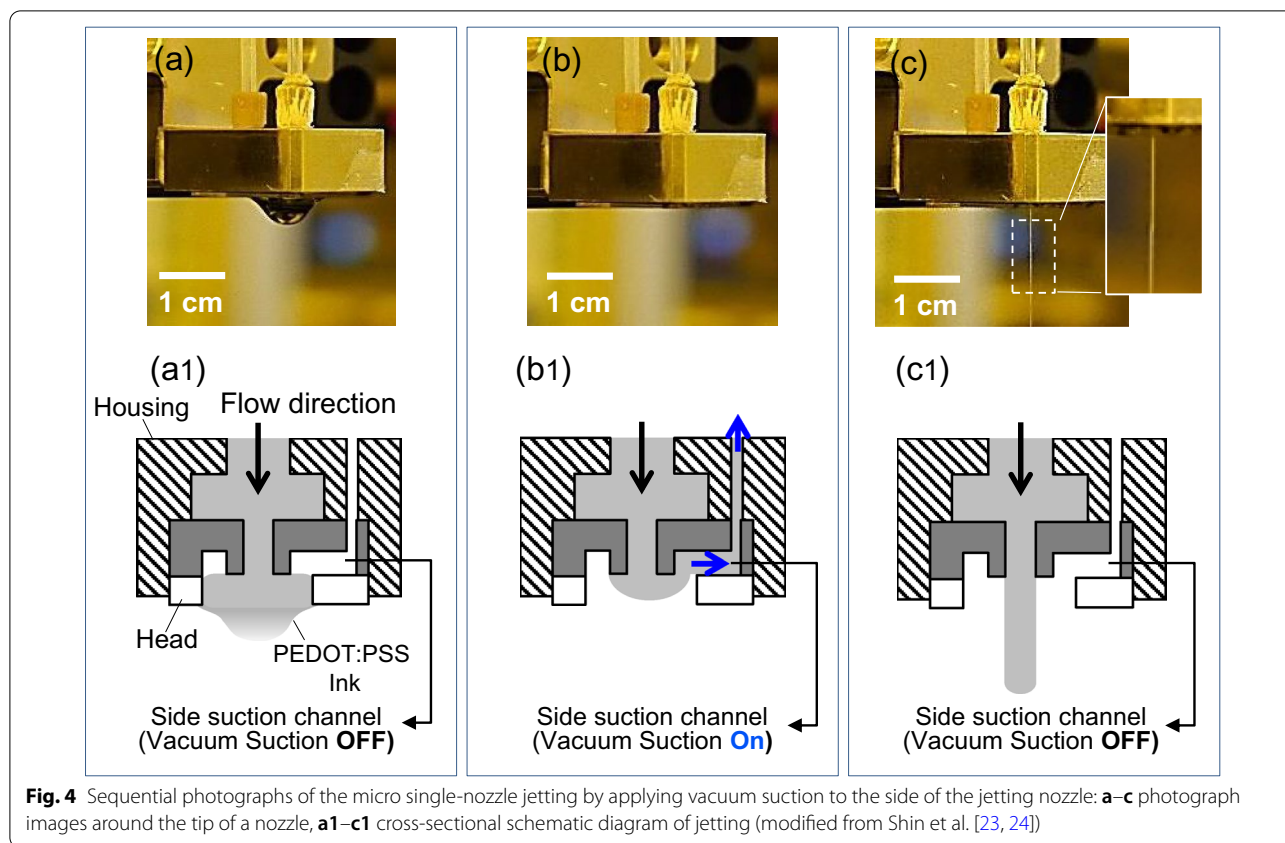 (a)
1 cm
(b)
1 cm
(c)
1 cm
(a1)
Housing
Flow direction
Head
PEDOT:PSS
Ink
Side suction channel
(Vacuum Suction OFF)
(b1)
Side suction channel
(Vacuum Suction On)
(c1)
Side suction channel
(Vacuum Suction OFF)
Fig. 4 Sequential photographs of the micro single-nozzle jetting by applying vacuum suction to the side of the jetting nozzle: a–c photograph
images around the tip of a nozzle, a1–c1 cross-sectional schematic diagram of jetting (modified from Shin et al. [23, 24])